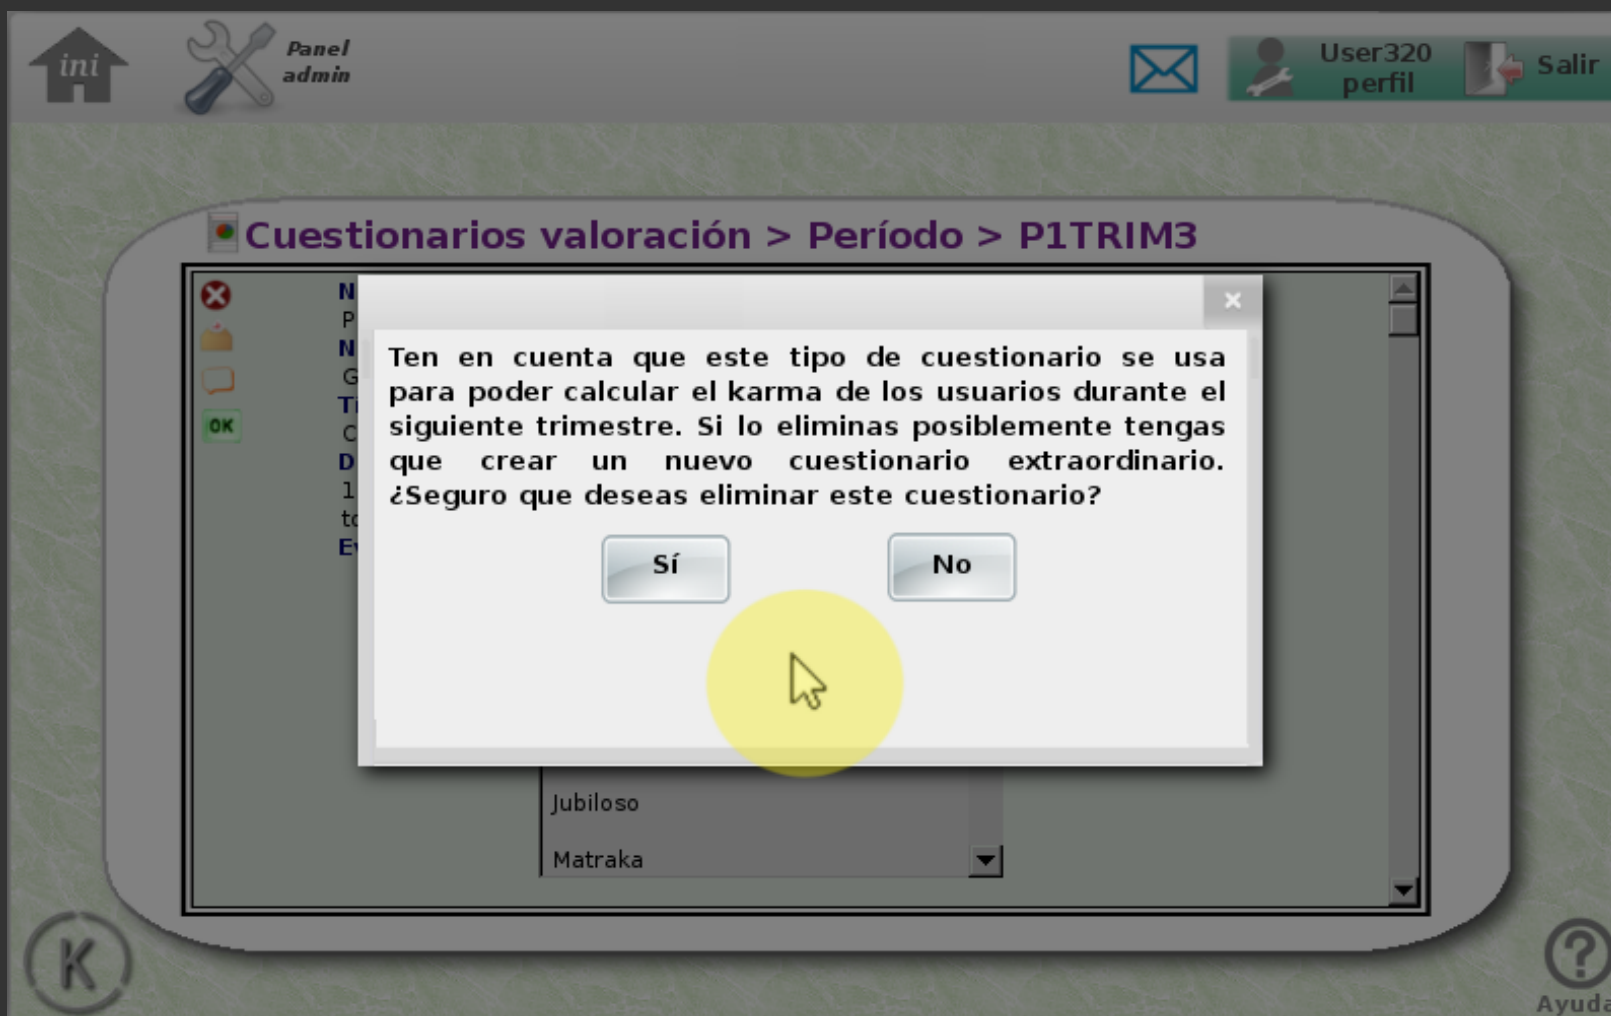 ini
Panel
admin
User320
perfil
Salir
Cuestionarios valoración > Período > P1TRIM3
N
P
N
G
OK
C
D
1
Ten en cuenta que este tipo de cuestionario se usa
para poder calcular el karma de los usuarios durante el
siguiente trimestre. Si lo eliminas posiblemente tengas
que crear un nuevo cuestionario extraordinario.
¿Seguro que deseas eliminar este cuestionario?
Sí
No
Jubiloso
Matraka
K
?
Ayuda